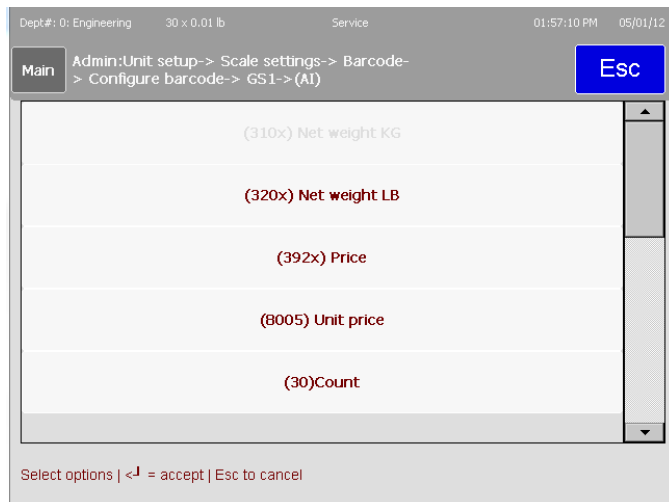 Dept#: 0: Engineering 30 x 0.01 lb Service 01:57:10 PM 05/01/12
Main
Admin:Unit setup-> Scale settings-> Barcode-
> Configure barcode-> GS1->(AI)
Esc
(310x) Net weight KG
(320x) Net weight LB
(392x) Price
(8005) Unit price
(30)Count
Select options | <┘ = accept | Esc to cancel